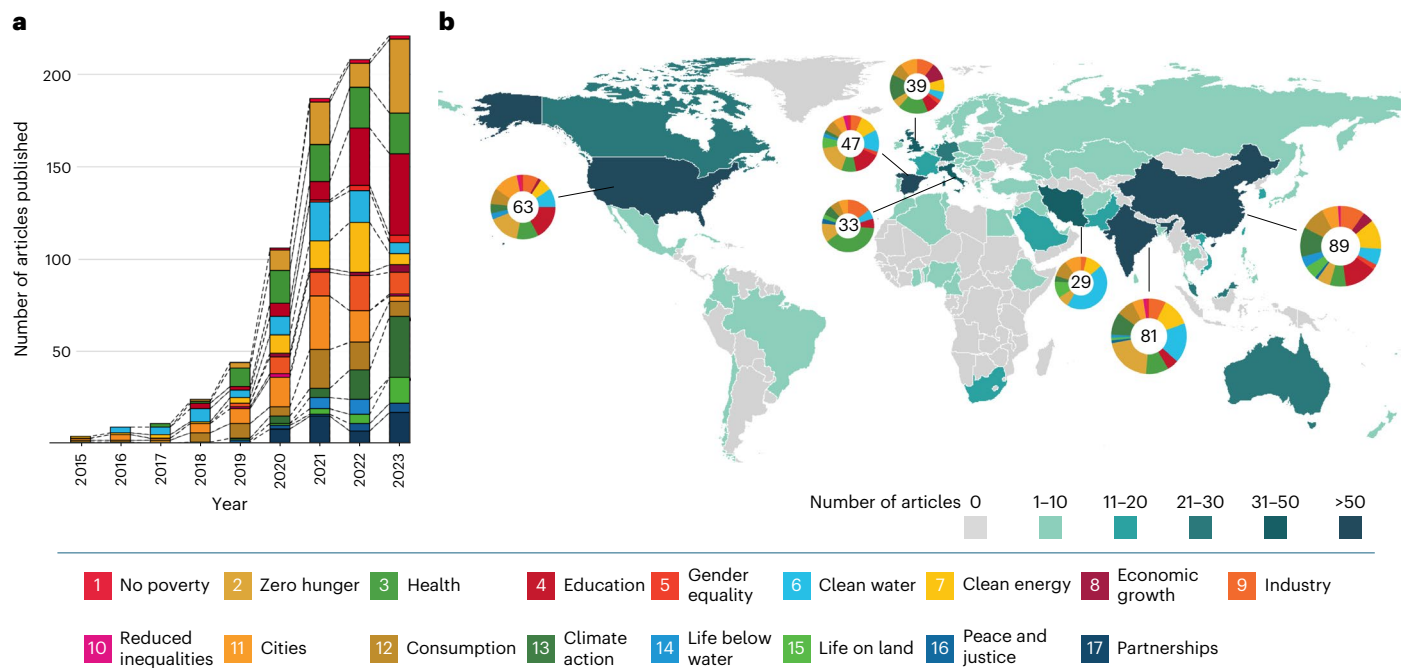 a
b
Number of articles published
200
150
100
50
2015
2016
2017
2018
2019
2020
2021
2022
2023
Year
39
47
63
33
89
29
81
Number of articles
0
1–10
11–20
21–30
31–50
>50
1 No poverty
2 Zero hunger
3 Health
4 Education
5 Gender
equality
6 Clean water
7 Clean energy
8 Economic
growth
9 Industry
10 Reduced
inequalities
11 Cities
12 Consumption
13 Climate
action
14 Life below
water
15 Life on land
16 Peace and
justice
17 Partnerships